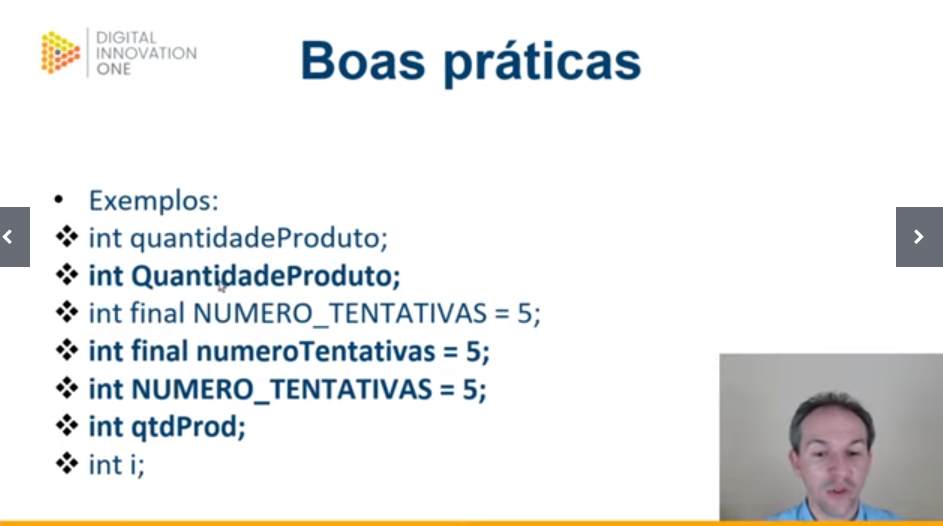 DIGITAL
INNOVATION
ONE
Boas práticas
• Exemplos:
❖ int quantidadeProduto;
❖ int QuantidadeProduto;
❖ int final NUMERO_TENTATIVAS = 5;
❖ int final numeroTentativas = 5;
❖ int NUMERO_TENTATIVAS = 5;
❖ int qtdProd;
❖ int i;